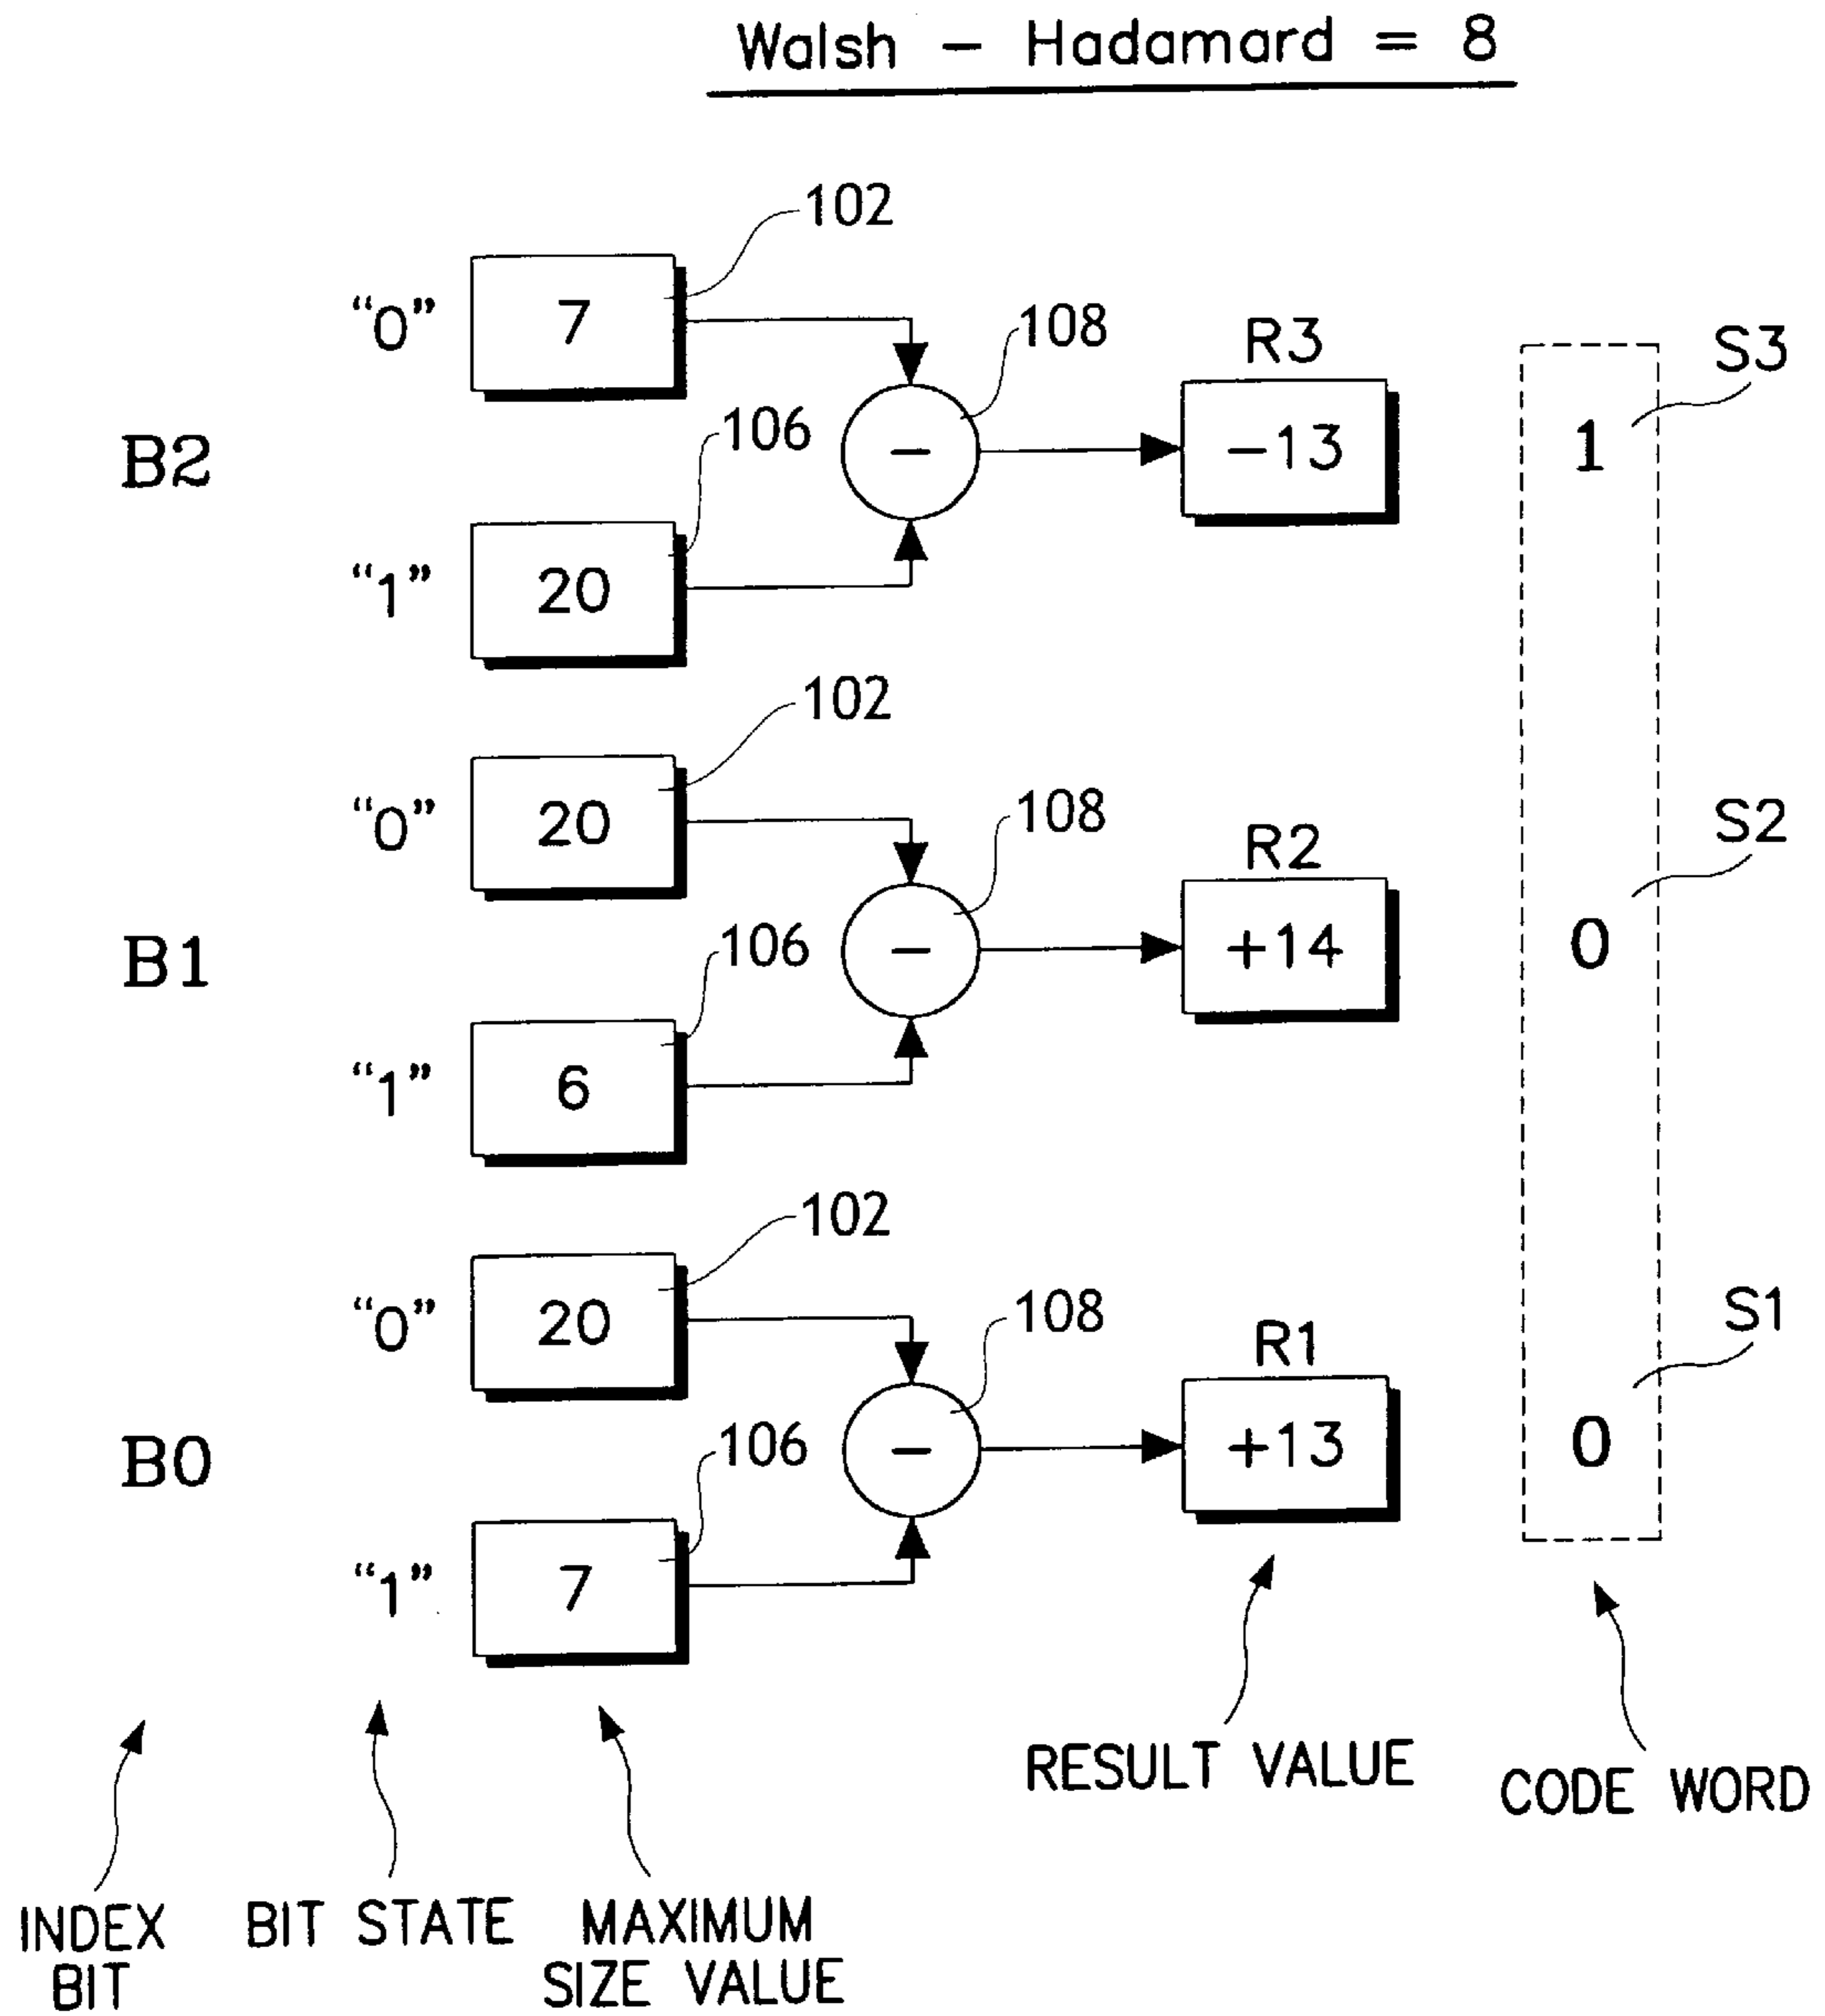 Walsh – Hadamard = 8
102
“0” 7
108
R3
S3
106
B2
–
–13
1
“1” 20
102
“0” 20
108
R2
S2
106
B1
–
+14
0
“1” 6
102
“0” 20
108
R1
S1
106
B0
–
+13
0
“1” 7
RESULT VALUE
CODE WORD
INDEX BIT
BIT STATE
MAXIMUM
SIZE VALUE